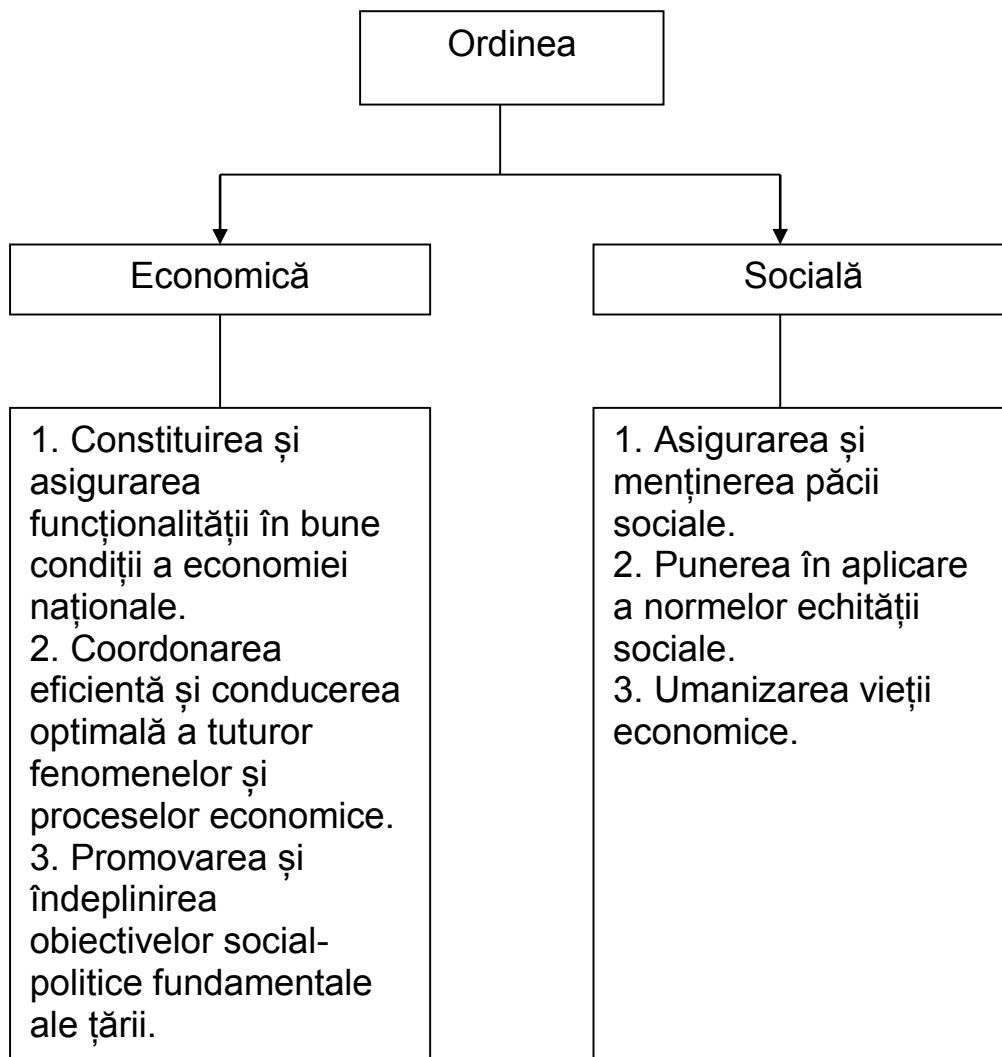 Ordinea
Economică
Socială
1. Constituirea și
asigurarea
funcționalității în bune
condiții a economiei
naționale.
2. Coordonarea
eficientă și conducerea
optimală a tuturor
fenomenelor și
proceselor economice.
3. Promovarea și
îndeplinirea
obiectivelor social-
politice fundamentale
ale țării.
1. Asigurarea și
menținerea păcii
sociale.
2. Punerea în aplicare
a normelor echității
sociale.
3. Umanizarea vieții
economice.